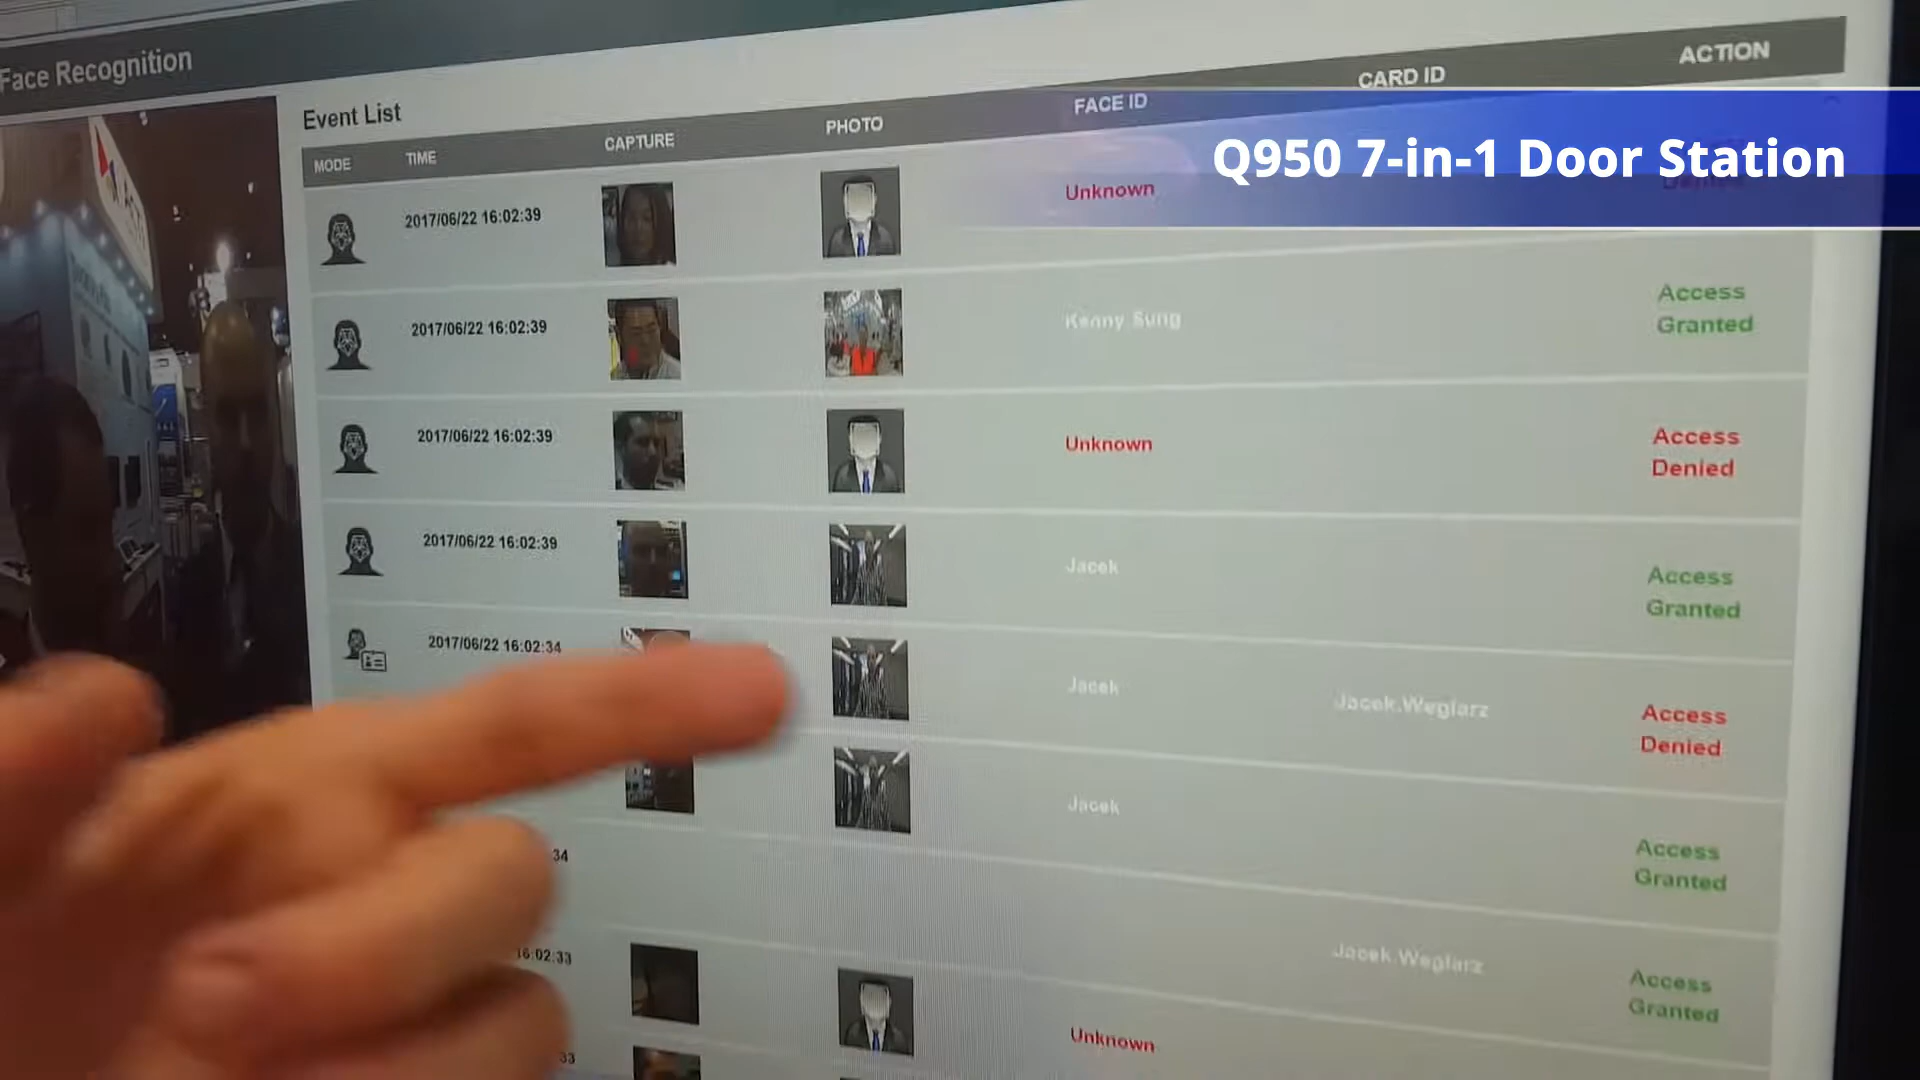 Face Recognition
Event List
MODE TIME CAPTURE PHOTO FACE ID CARD ID ACTION
Q950 7-in-1 Door Station
2017/06/22 16:02:39 Unknown Denied
2017/06/22 16:02:39 Kenny Sung Access Granted
2017/06/22 16:02:39 Unknown Access Denied
2017/06/22 16:02:39 Jacek Access Granted
2017/06/22 16:02:34 Jacek Jacek.Weglarz Access Denied
Jacek Access Granted
34 Jacek.Weglarz Access Granted
16:02:33 Unknown
33